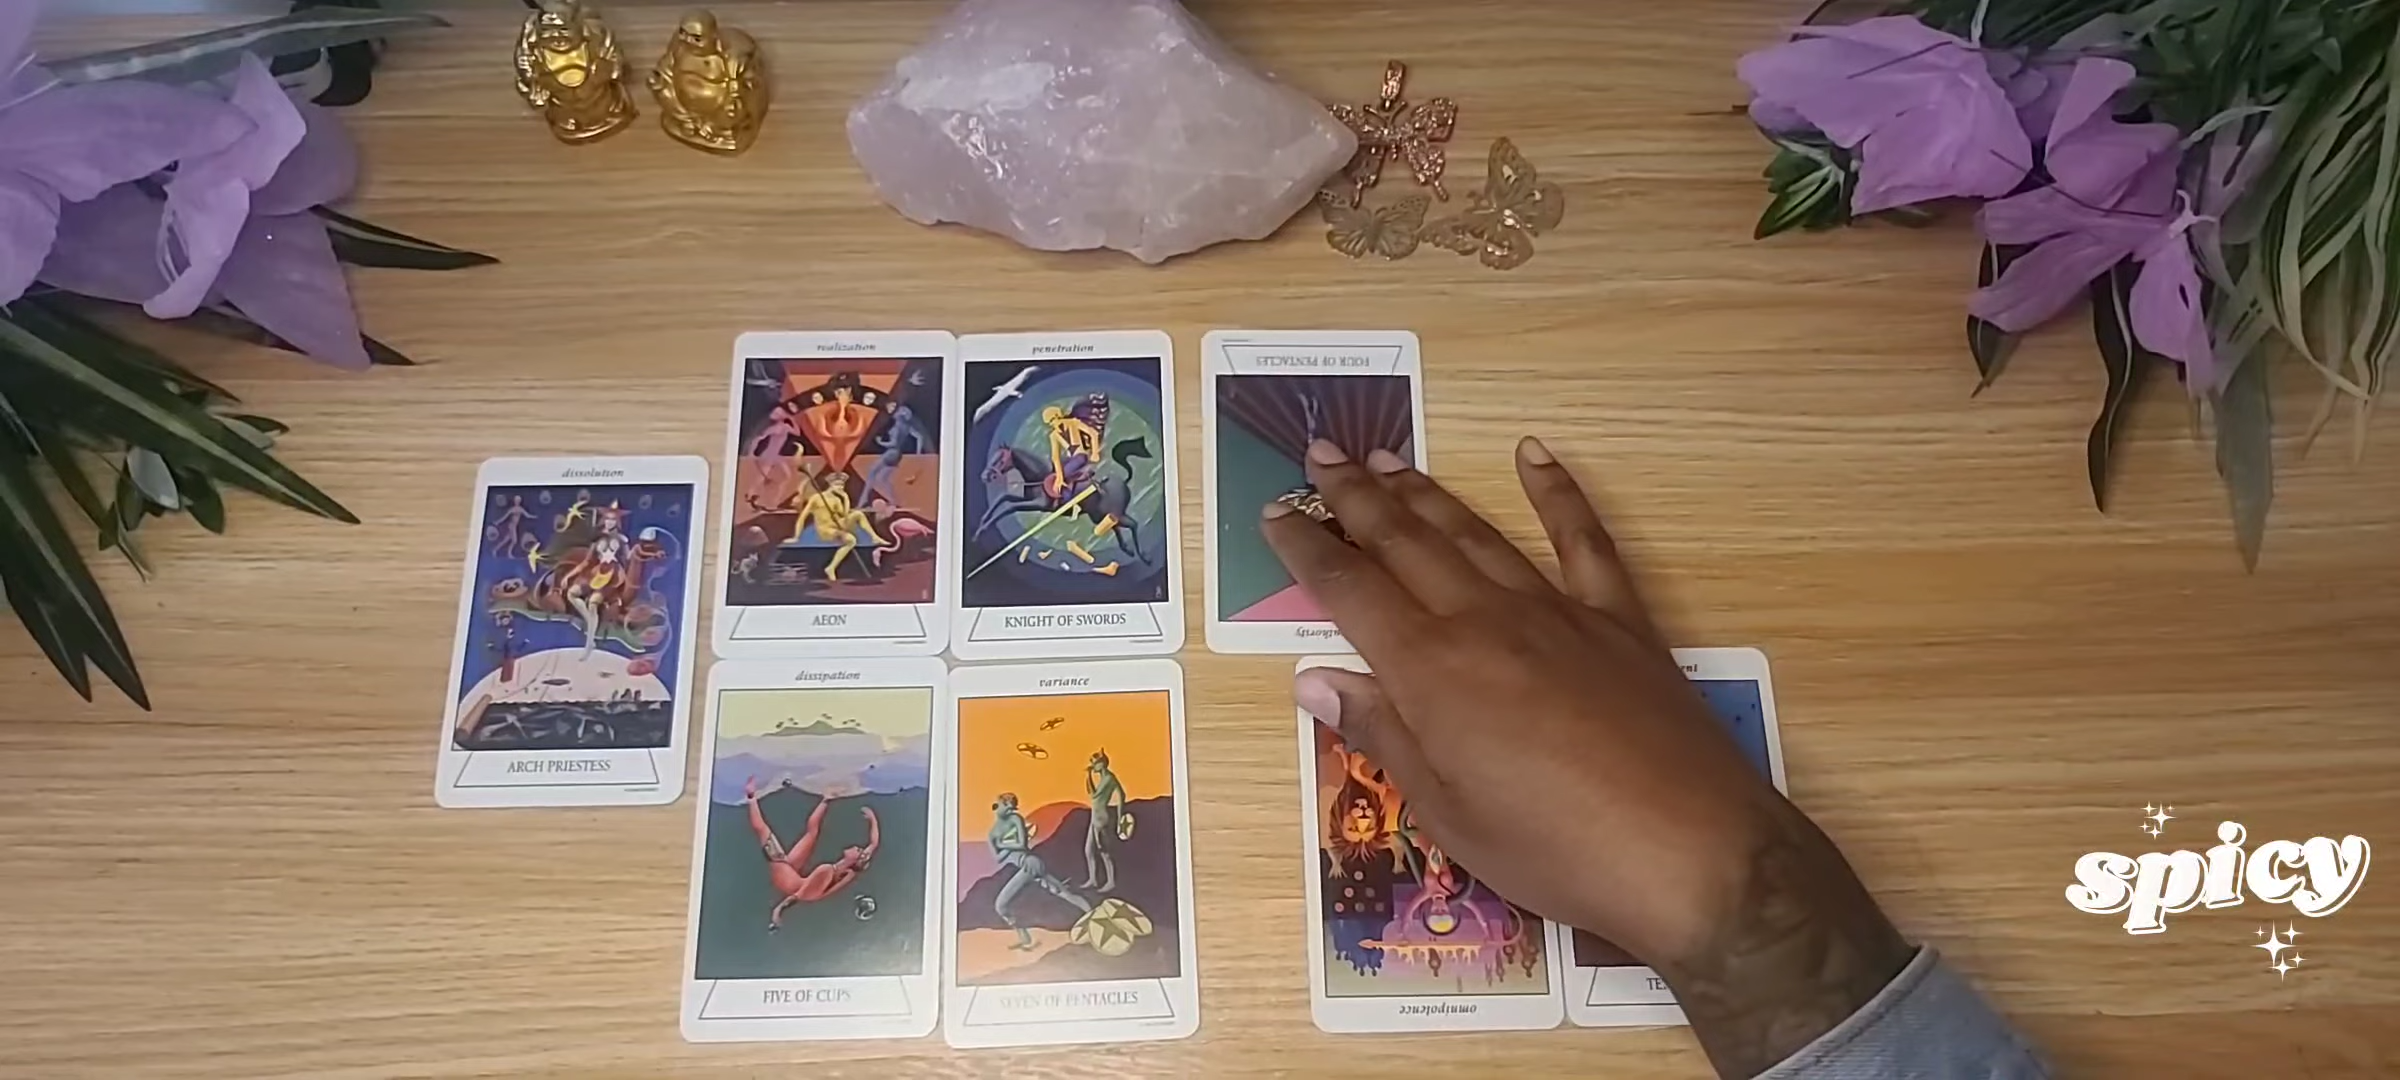 realization
penetration
FOUR OF PENTACLES
dissolution
AEON
KNIGHT OF SWORDS
dissipation
variance
ARCH PRIESTESS
FIVE OF CUPS
SEVEN OF PENTACLES
omnipotence
spicy